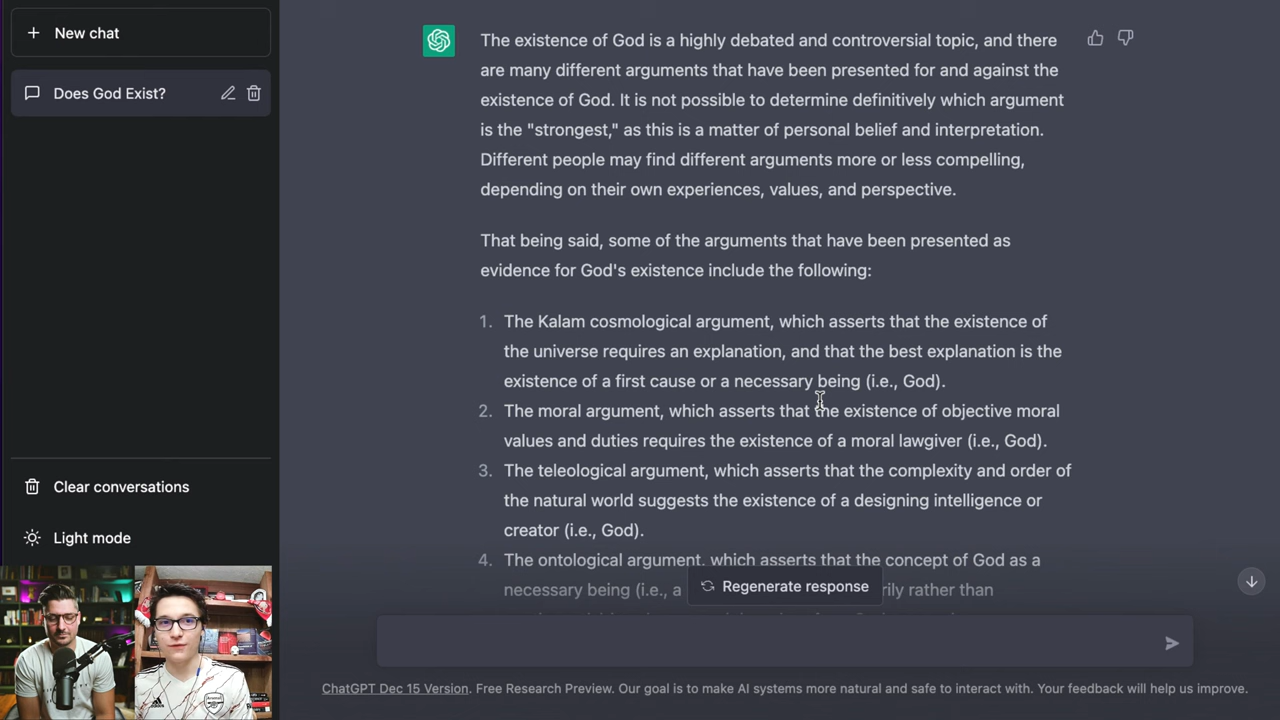 New chat
Does God Exist?
Clear conversations
Light mode
The existence of God is a highly debated and controversial topic, and there
are many different arguments that have been presented for and against the
existence of God. It is not possible to determine definitively which argument
is the "strongest," as this is a matter of personal belief and interpretation.
Different people may find different arguments more or less compelling,
depending on their own experiences, values, and perspective.
That being said, some of the arguments that have been presented as
evidence for God's existence include the following:
1. The Kalam cosmological argument, which asserts that the existence of
the universe requires an explanation, and that the best explanation is the
existence of a first cause or a necessary being (i.e., God).
2. The moral argument, which asserts that the existence of objective moral
values and duties requires the existence of a moral lawgiver (i.e., God).
3. The teleological argument, which asserts that the complexity and order of
the natural world suggests the existence of a designing intelligence or
creator (i.e., God).
4. The ontological argument, which asserts that the concept of God as a
necessary being (i.e., a rily rather than
Regenerate response
ChatGPT Dec 15 Version. Free Research Preview. Our goal is to make AI systems more natural and safe to interact with. Your feedback will help us improve.